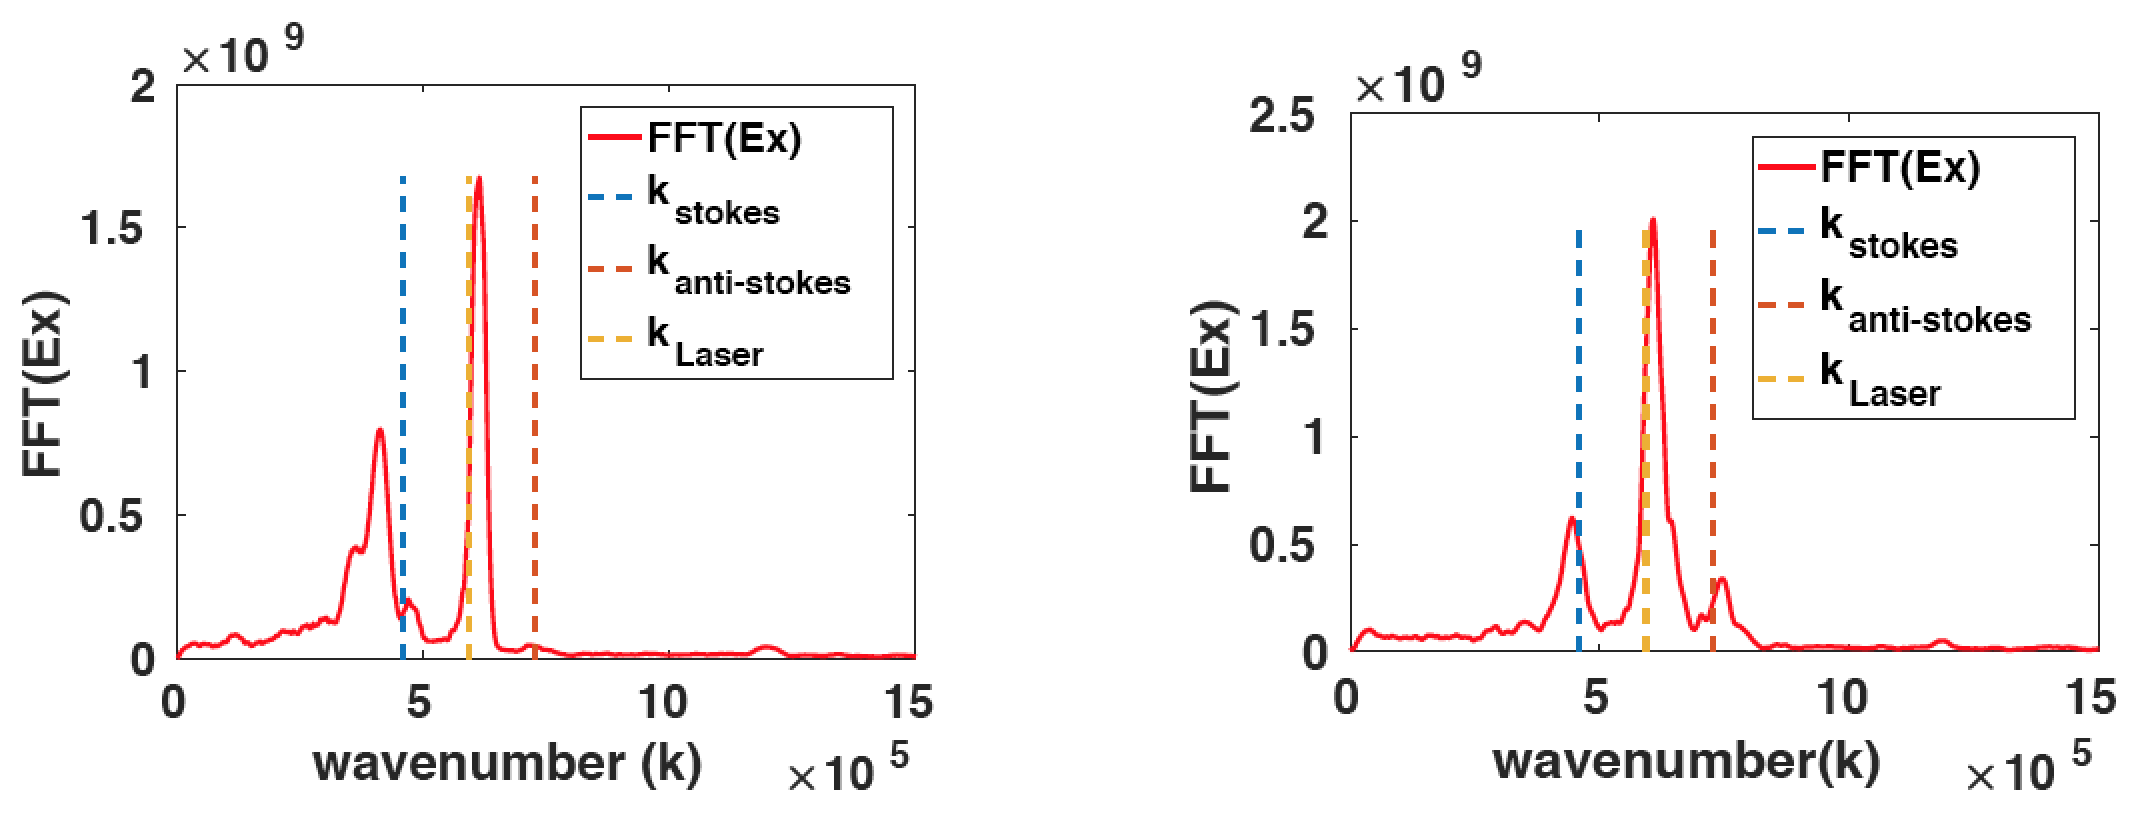 ×10 9
2
1.5
1
0.5
0
FFT(Ex)
FFT(Ex)
k stokes
k anti-stokes
k Laser
0 5 10 15
wavenumber (k) ×10 5
×10 9
2.5
2
1.5
1
0.5
0
FFT(Ex)
FFT(Ex)
k stokes
k anti-stokes
k Laser
0 5 10 15
wavenumber(k) ×10 5